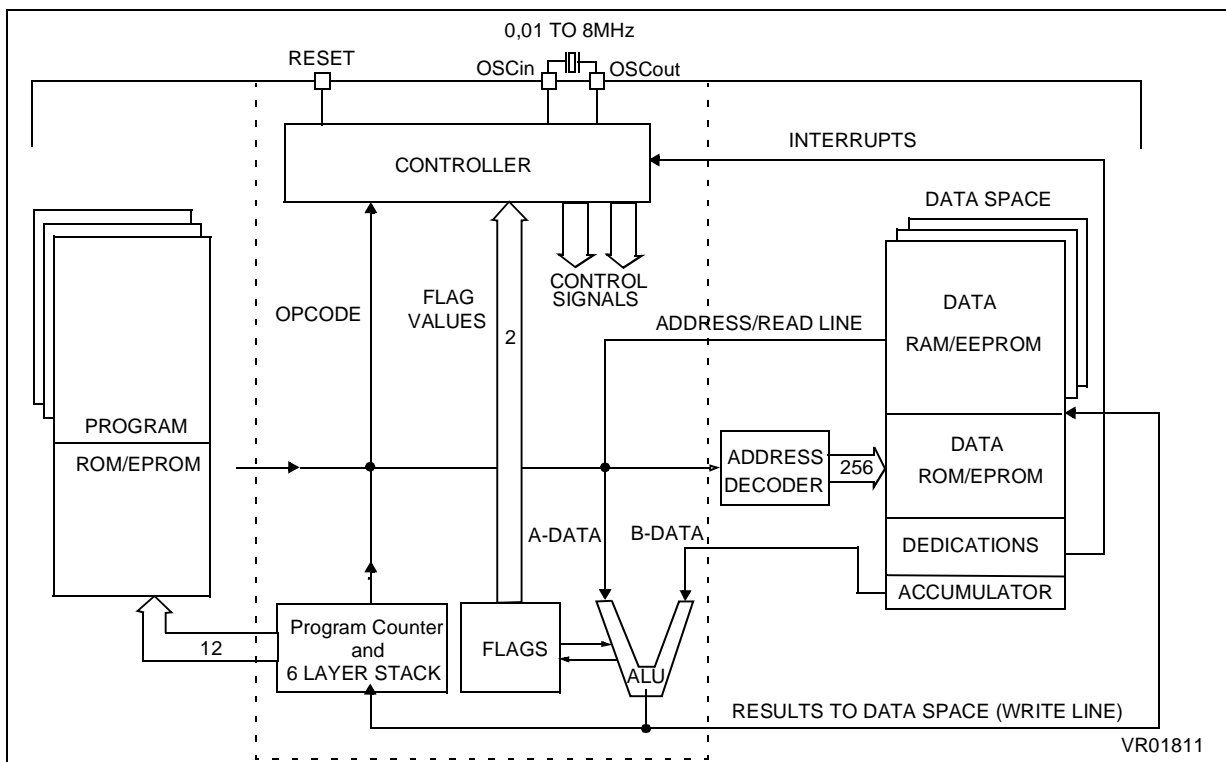 0,01 TO 8MHz
RESET
OSCin
OSCout
INTERRUPTS
CONTROLLER
DATA SPACE
CONTROL
SIGNALS
FLAG
VALUES
OPCODE
2
ADDRESS/READ LINE
DATA
RAM/EEPROM
PROGRAM
ROM/EPROM
ADDRESS
DECODER
256
DATA
ROM/EPROM
A-DATA
B-DATA
DEDICATIONS
ACCUMULATOR
12
Program Counter
and
6 LAYER STACK
FLAGS
ALU
RESULTS TO DATA SPACE (WRITE LINE)
VR01811